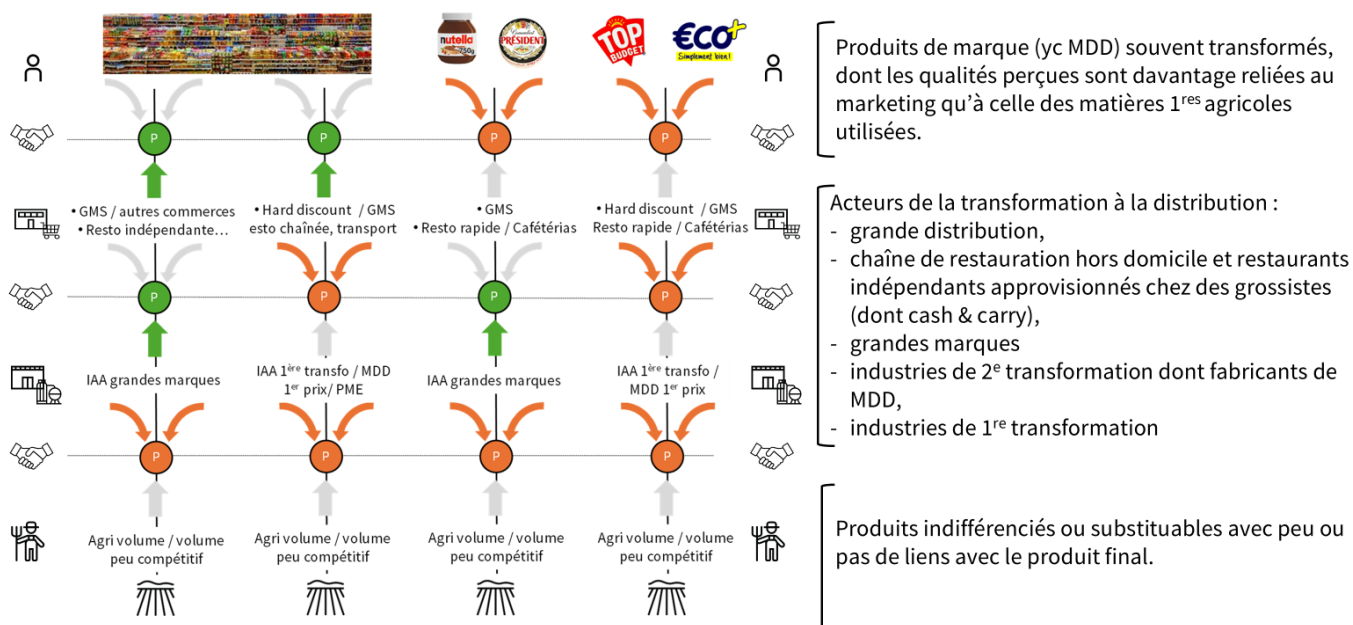 nutella
750g
Camembert
PRÉSIDENT
TOP
BUDGET
€CO+
Simplement bien!
Produits de marque (yc MDD) souvent transformés,
dont les qualités perçues sont davantage reliées au
marketing qu'à celle des matières 1res agricoles
utilisées.
P
P
P
P
• GMS / autres commerces
• Resto indépendante…
• Hard discount / GMS
esto chaînée, transport
• GMS
• Resto rapide / Cafétérias
• Hard discount / GMS
Resto rapide / Cafétérias
Acteurs de la transformation à la distribution :
- grande distribution,
- chaîne de restauration hors domicile et restaurants
indépendants approvisionnés chez des grossistes
(dont cash & carry),
- grandes marques
- industries de 2e transformation dont fabricants de
MDD,
- industries de 1re transformation
P
P
P
P
IAA grandes marques
IAA 1ère transfo / MDD
1er prix/ PME
IAA grandes marques
IAA 1ère transfo /
MDD 1er prix
P
P
P
P
Agri volume / volume
peu compétitif
Agri volume / volume
peu compétitif
Agri volume / volume
peu compétitif
Agri volume / volume
peu compétitif
Produits indifférenciés ou substituables avec peu ou
pas de liens avec le produit final.